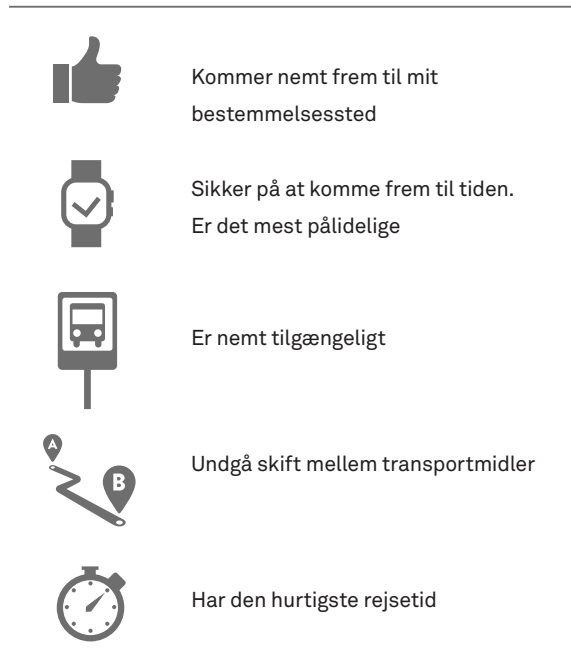 Kommer nemt frem til mit
bestemmelsessted
Sikker på at komme frem til tiden.
Er det mest pålidelige
Er nemt tilgængeligt
A
Undgå skift mellem transportmidler
B
Har den hurtigste rejsetid